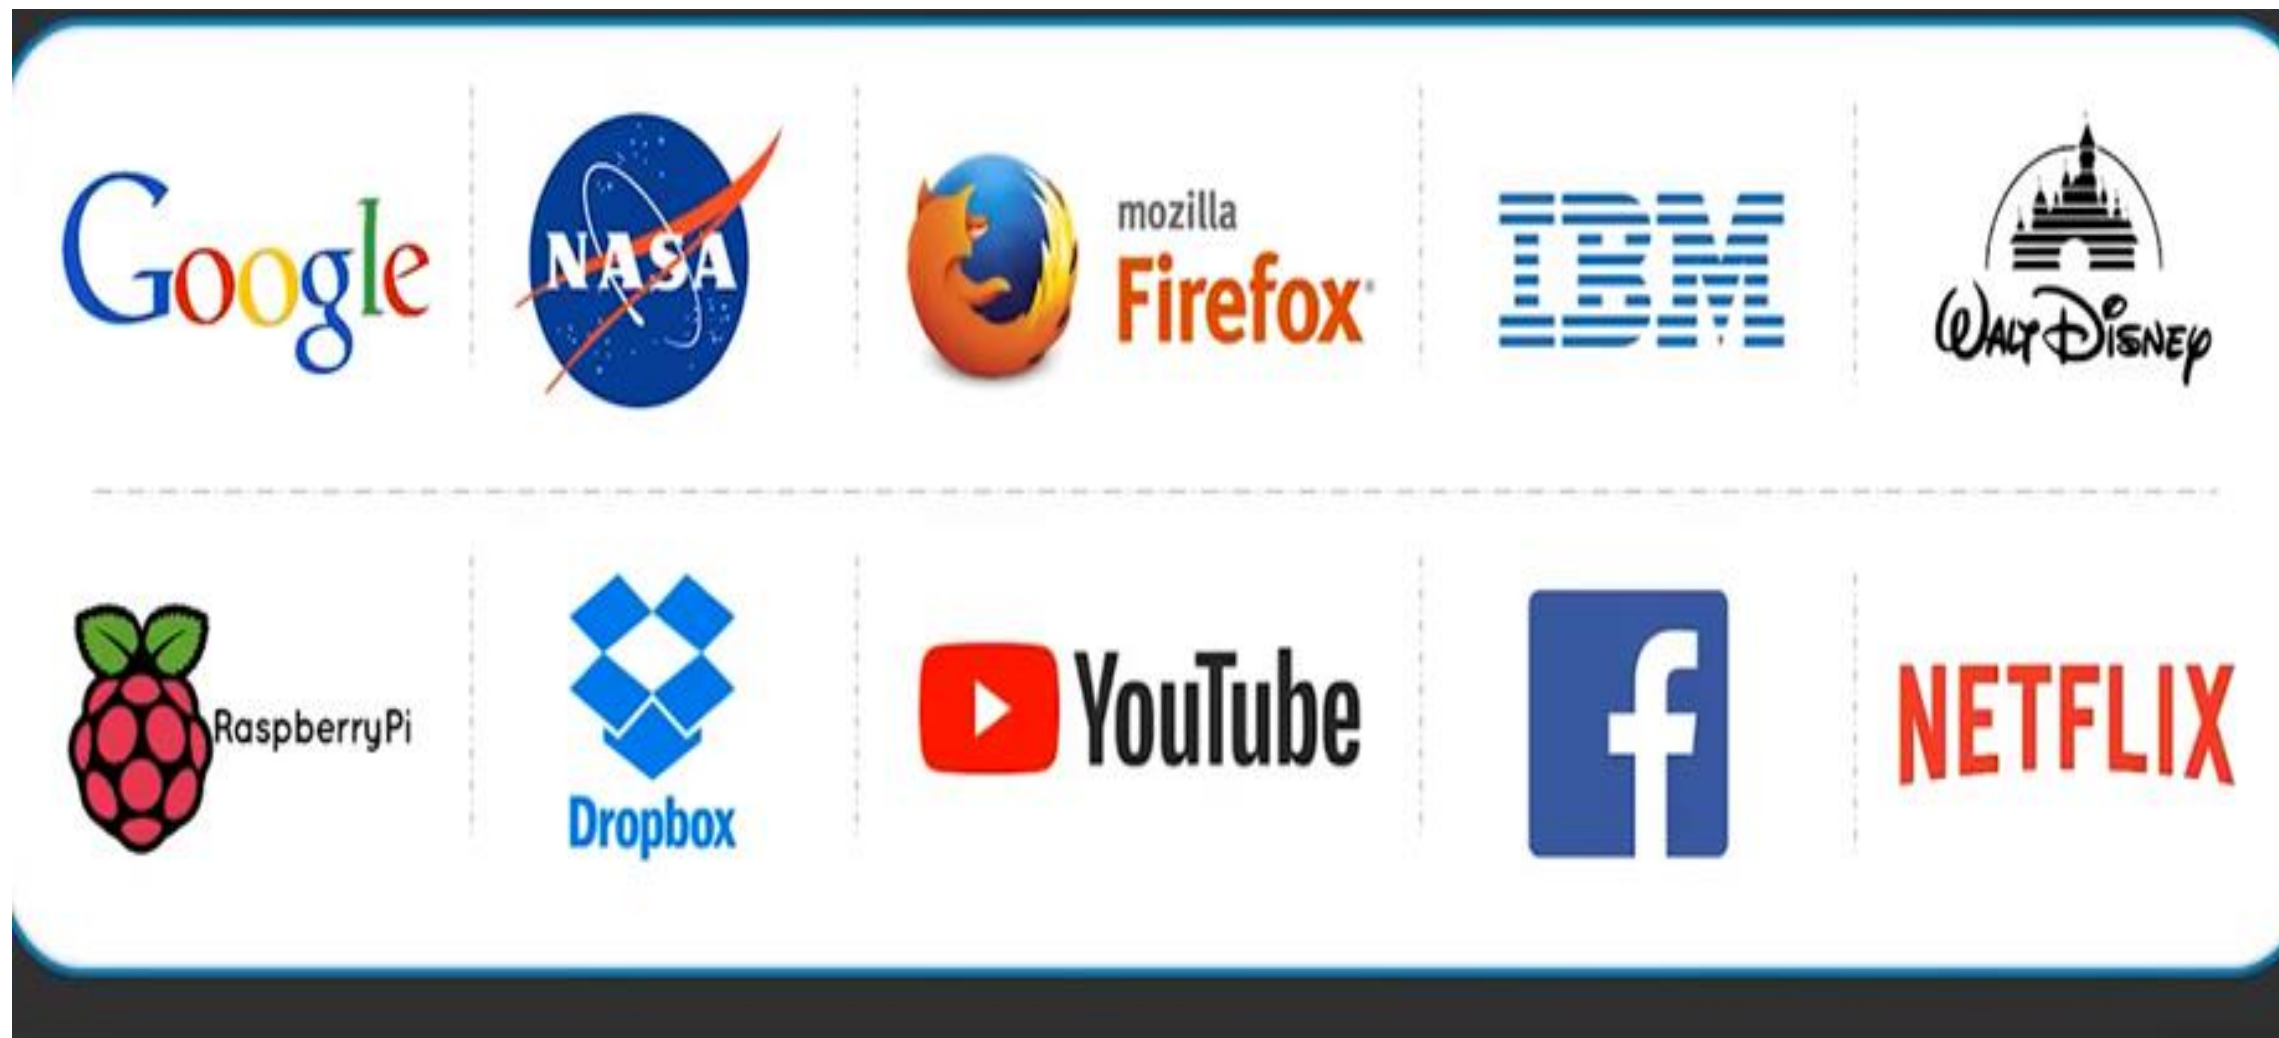 Google
NASA
mozilla
Firefox
IBM
WALT DISNEY
RaspberryPi
Dropbox
YouTube
f
NETFLIX